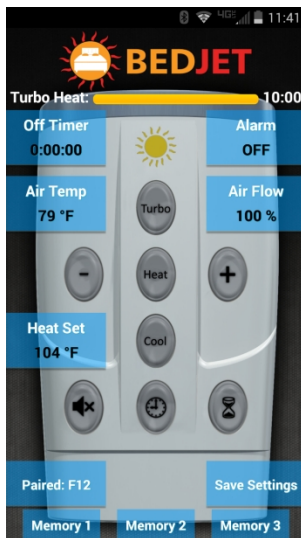 4G 11:41
BEDJET
Turbo Heat: 10:00
Off Timer Alarm
0:00:00 OFF
Air Temp Air Flow
79 °F 100 %
Turbo
Heat
- +
Heat Set
104 °F
Cool
Paired: F12 Save Settings
Memory 1 Memory 2 Memory 3